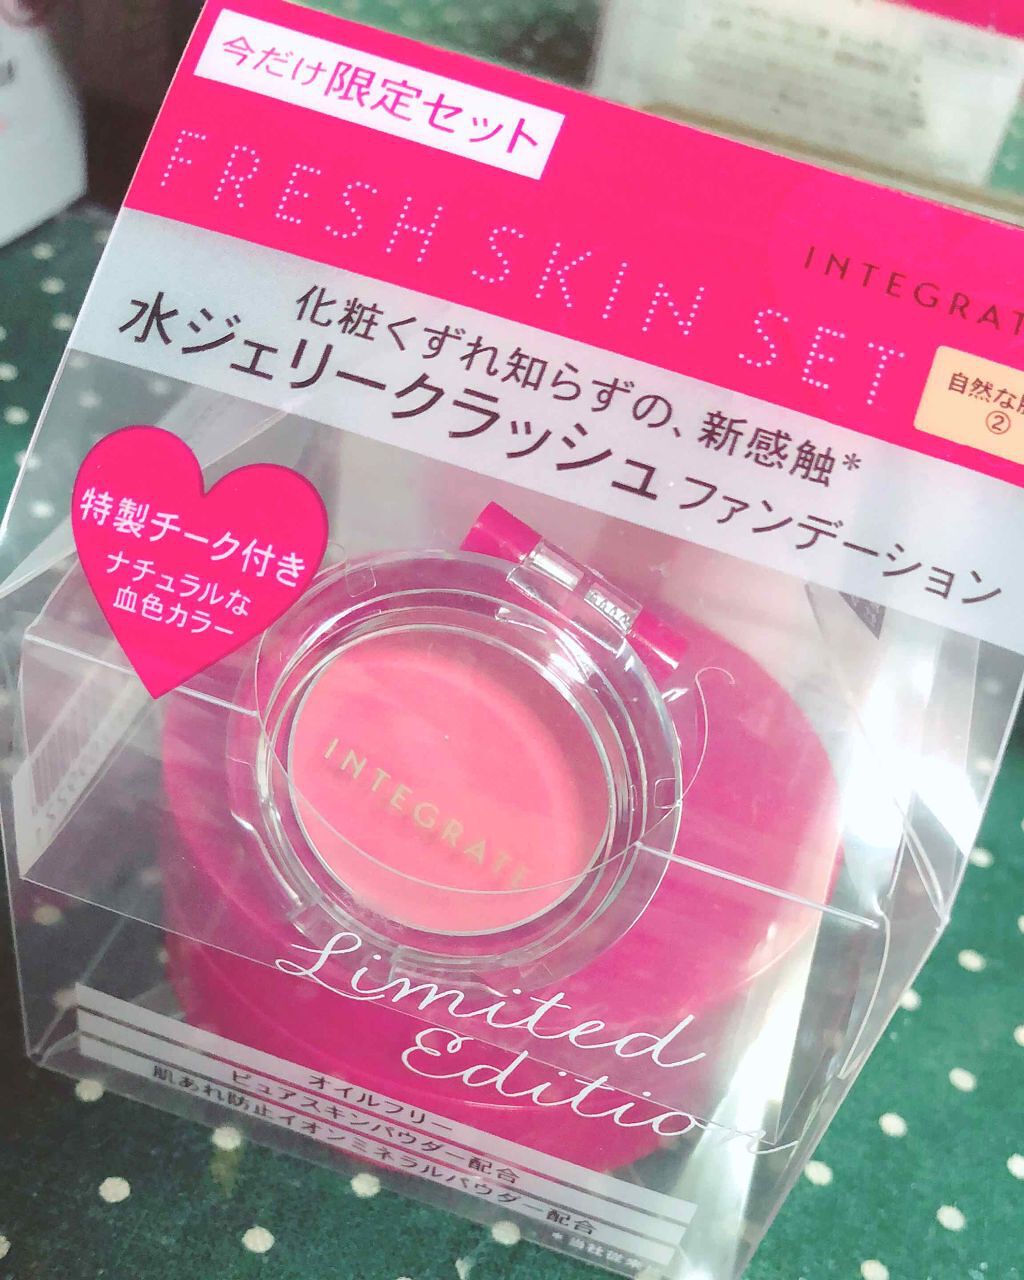 今だけ限定セット
FRESH SKIN SET
INTEGRAT
化粧くずれ知らずの、新感触*
水ジェリークラッシュ ファンデーション
自然な
②
特製チーク付き
ナチュラルな
血色カラー
INTEGRATE
Limited
Edition
オイルフリー
ピュアスキンパウダー配合
肌あれ防止イオンミネラルパウダー配合